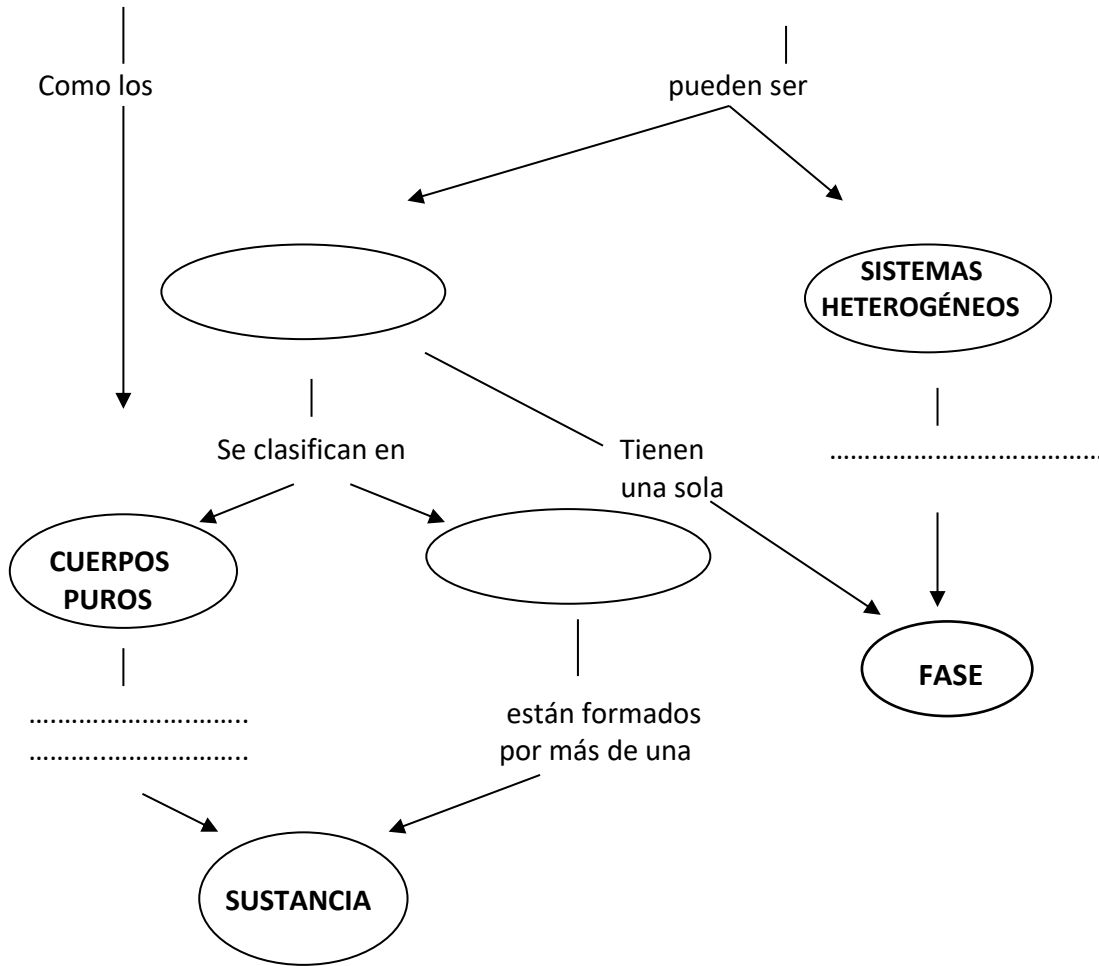 Como los
pueden ser
SISTEMAS
HETEROGÉNEOS
Se clasifican en
Tienen
una sola
…………………………………
CUERPOS
PUROS
FASE
…..………………..……..
………..………………..
están formados
por más de una
SUSTANCIA